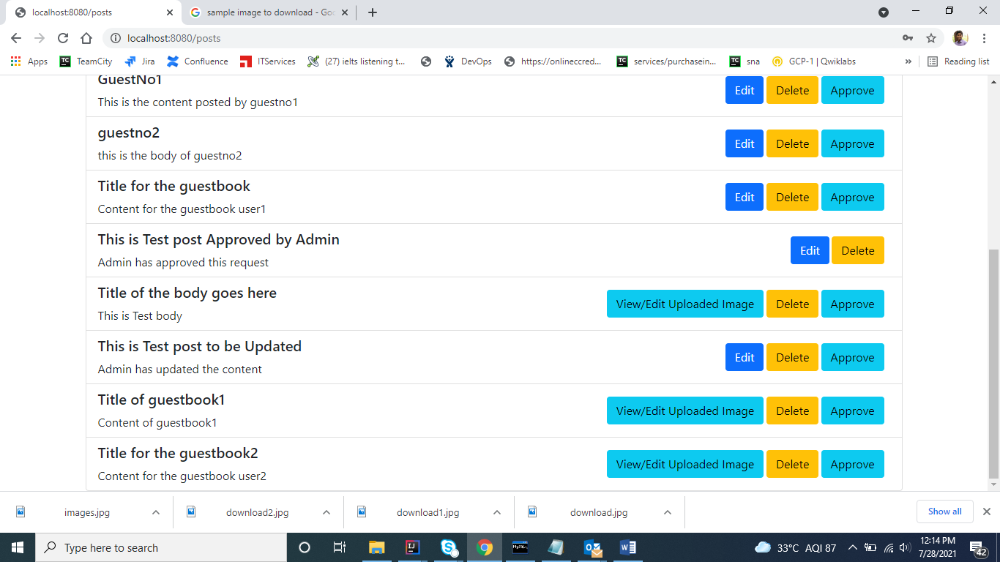 localhost:8080/posts
sample image to download - Goo
localhost:8080/posts
Apps
TeamCity
Jira
Confluence
ITServices
(27) ielts listening t...
DevOps
https://onlineccred...
services/purchasein...
sna
GCP-1 | Qwiklabs
»
Reading list
GuestNo1
This is the content posted by guestno1
Edit Delete Approve
guestno2
this is the body of guestno2
Edit Delete Approve
Title for the guestbook
Content for the guestbook user1
Edit Delete Approve
This is Test post Approved by Admin
Admin has approved this request
Edit Delete
Title of the body goes here
This is Test body
View/Edit Uploaded Image Delete Approve
This is Test post to be Updated
Admin has updated the content
Edit Delete Approve
Title of guestbook1
Content of guestbook1
View/Edit Uploaded Image Delete Approve
Title for the guestbook2
Content for the guestbook user2
View/Edit Uploaded Image Delete Approve
images.jpg
download2.jpg
download1.jpg
download.jpg
Show all
Type here to search
33°C AQI 87
12:14 PM
7/28/2021
42